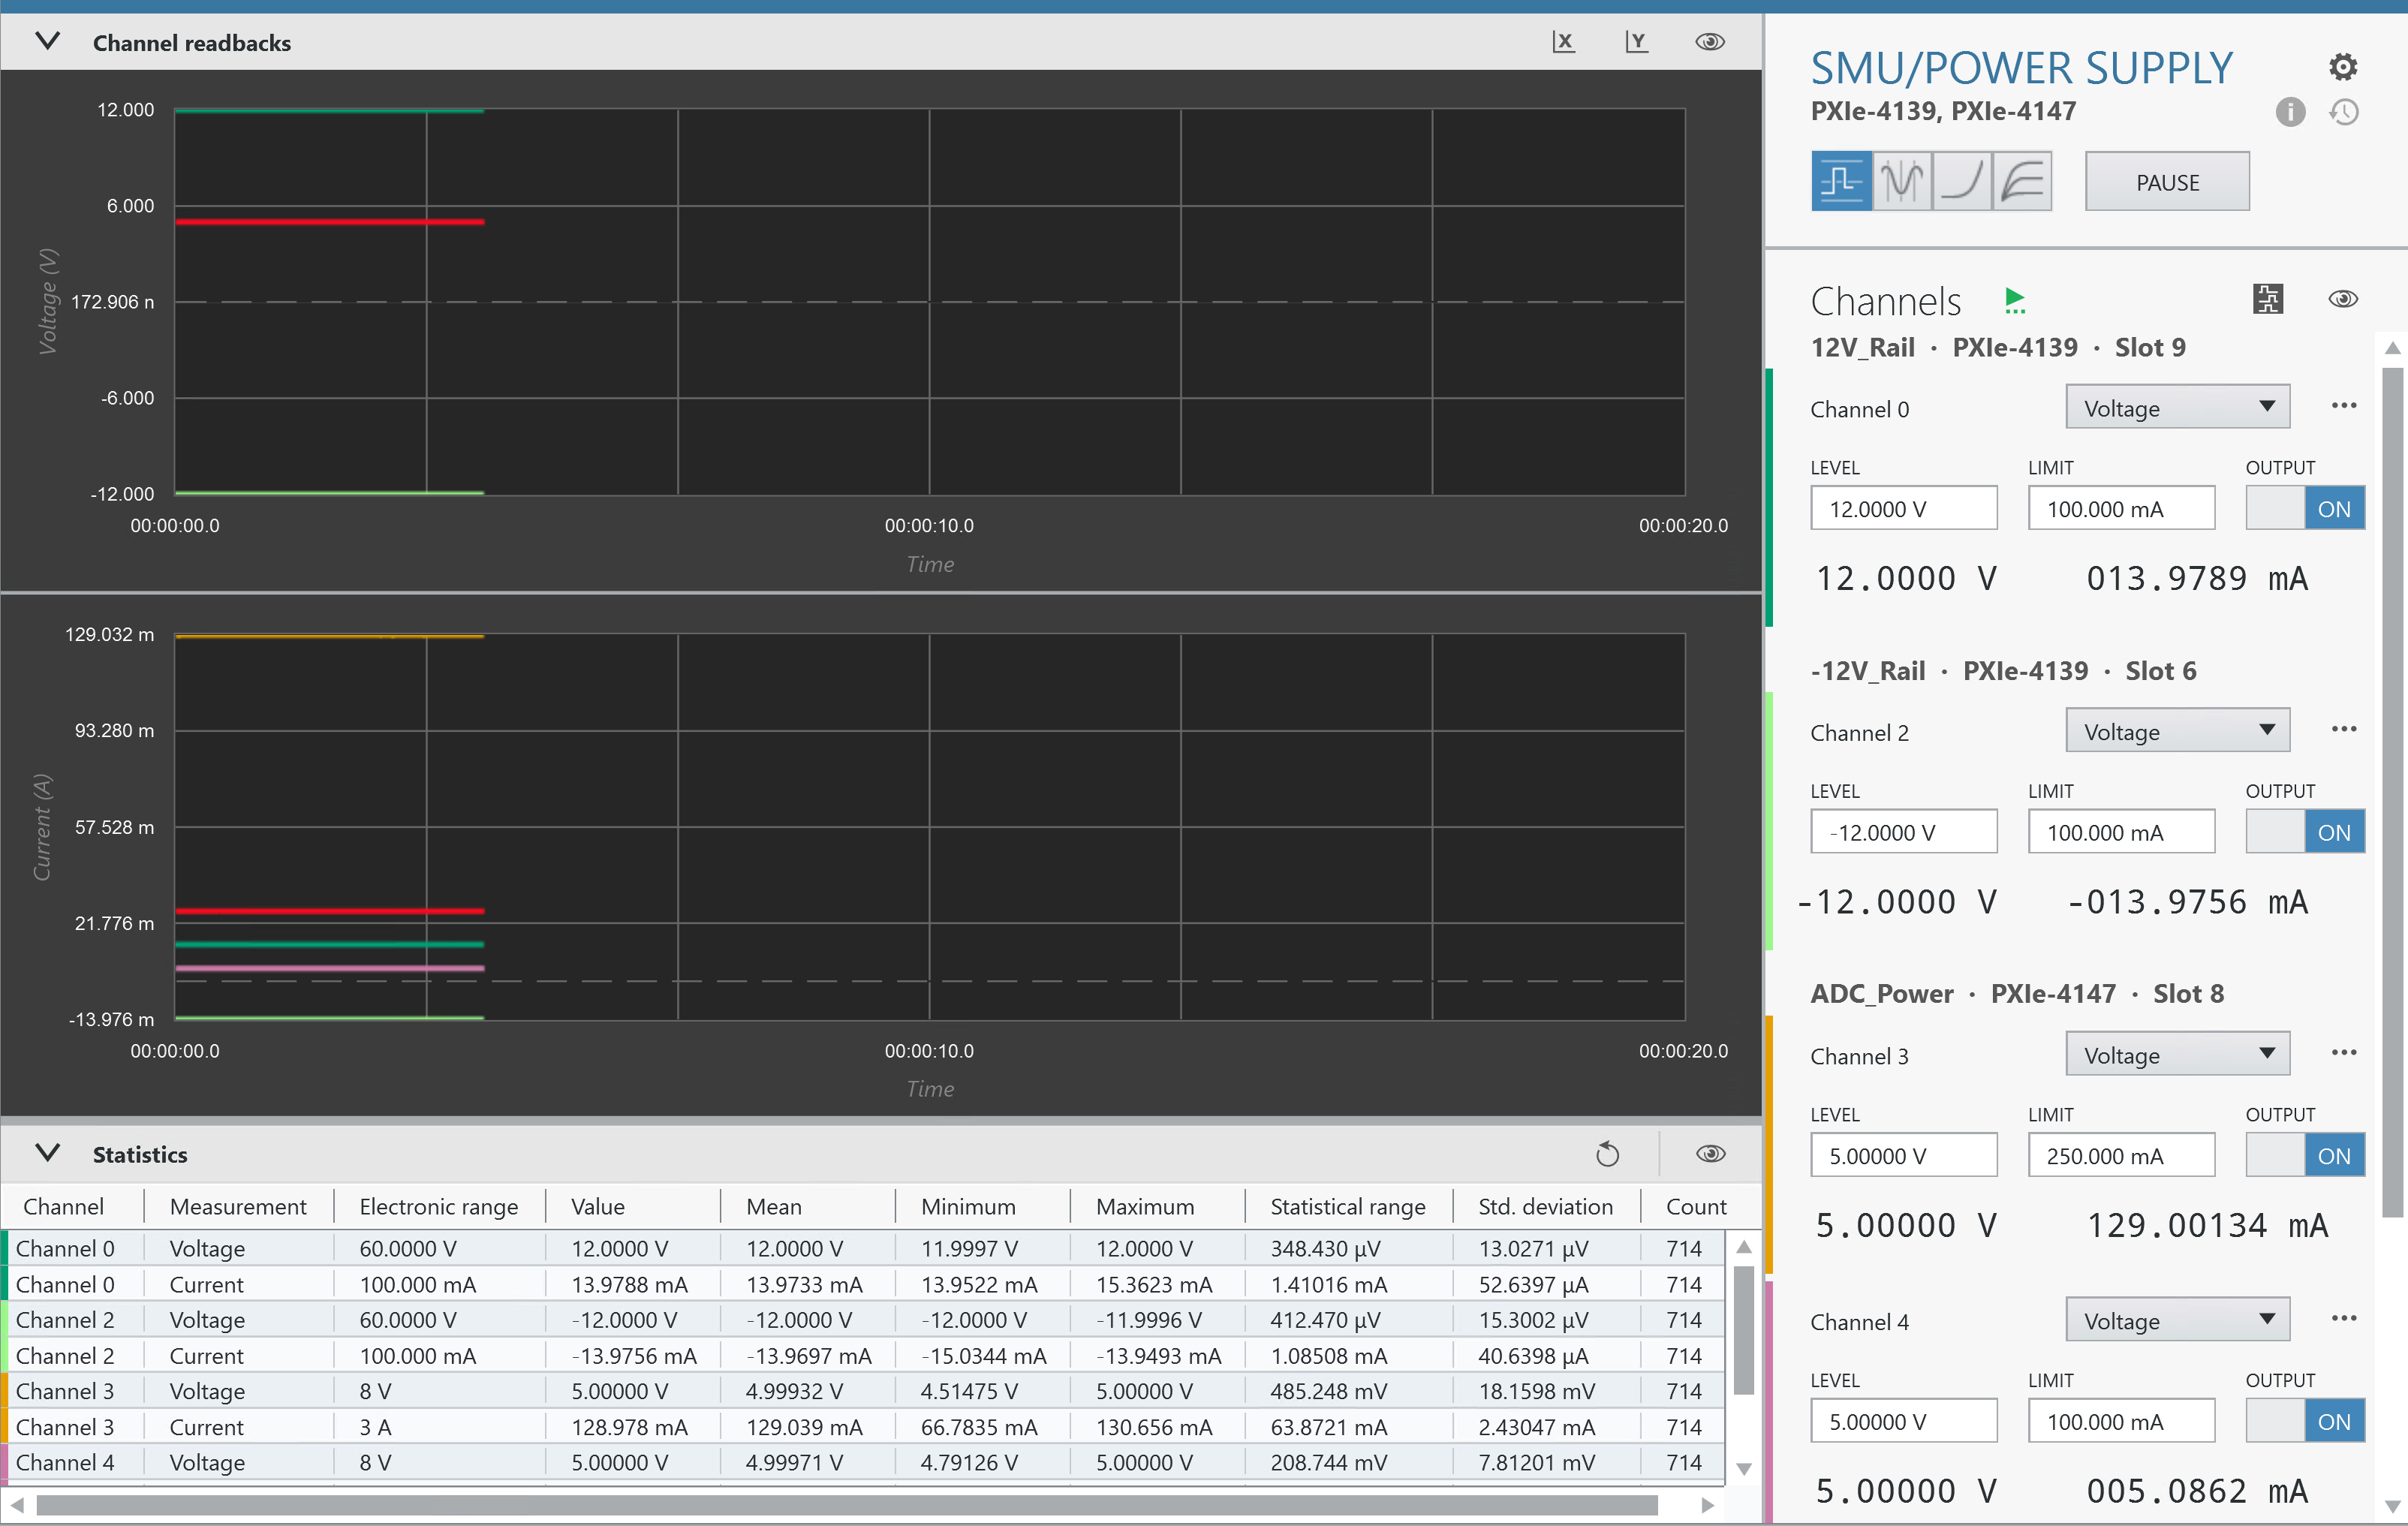 Channel readbacks
X
Y
12.000
6.000
172.906 n
-6.000
-12.000
Voltage (V)
00:00:00.0
00:00:10.0
00:00:20.0
Time
129.032 m
93.280 m
57.528 m
21.776 m
-13.976 m
Current (A)
00:00:00.0
00:00:10.0
00:00:20.0
Time
Statistics
Channel Measurement Electronic range Value Mean Minimum Maximum Statistical range Std. deviation Count
Channel 0 Voltage 60.0000 V 12.0000 V 12.0000 V 11.9997 V 12.0000 V 348.430 µV 13.0271 µV 714
Channel 0 Current 100.000 mA 13.9788 mA 13.9733 mA 13.9522 mA 15.3623 mA 1.41016 mA 52.6397 µA 714
Channel 2 Voltage 60.0000 V -12.0000 V -12.0000 V -12.0000 V -11.9996 V 412.470 µV 15.3002 µV 714
Channel 2 Current 100.000 mA -13.9756 mA -13.9697 mA -15.0344 mA -13.9493 mA 1.08508 mA 40.6398 µA 714
Channel 3 Voltage 8 V 5.00000 V 4.99932 V 4.51475 V 5.00000 V 485.248 mV 18.1598 mV 714
Channel 3 Current 3 A 128.978 mA 129.039 mA 66.7835 mA 130.656 mA 63.8721 mA 2.43047 mA 714
Channel 4 Voltage 8 V 5.00000 V 4.99971 V 4.79126 V 5.00000 V 208.744 mV 7.81201 mV 714
SMU/POWER SUPPLY
PXIe-4139, PXIe-4147
PAUSE
Channels
12V_Rail · PXIe-4139 · Slot 9
Channel 0 Voltage
LEVEL LIMIT OUTPUT
12.0000 V 100.000 mA ON
12.0000 V 013.9789 mA
-12V_Rail · PXIe-4139 · Slot 6
Channel 2 Voltage
LEVEL LIMIT OUTPUT
-12.0000 V 100.000 mA ON
-12.0000 V -013.9756 mA
ADC_Power · PXIe-4147 · Slot 8
Channel 3 Voltage
LEVEL LIMIT OUTPUT
5.00000 V 250.000 mA ON
5.00000 V 129.00134 mA
Channel 4 Voltage
LEVEL LIMIT OUTPUT
5.00000 V 100.000 mA ON
5.00000 V 005.0862 mA